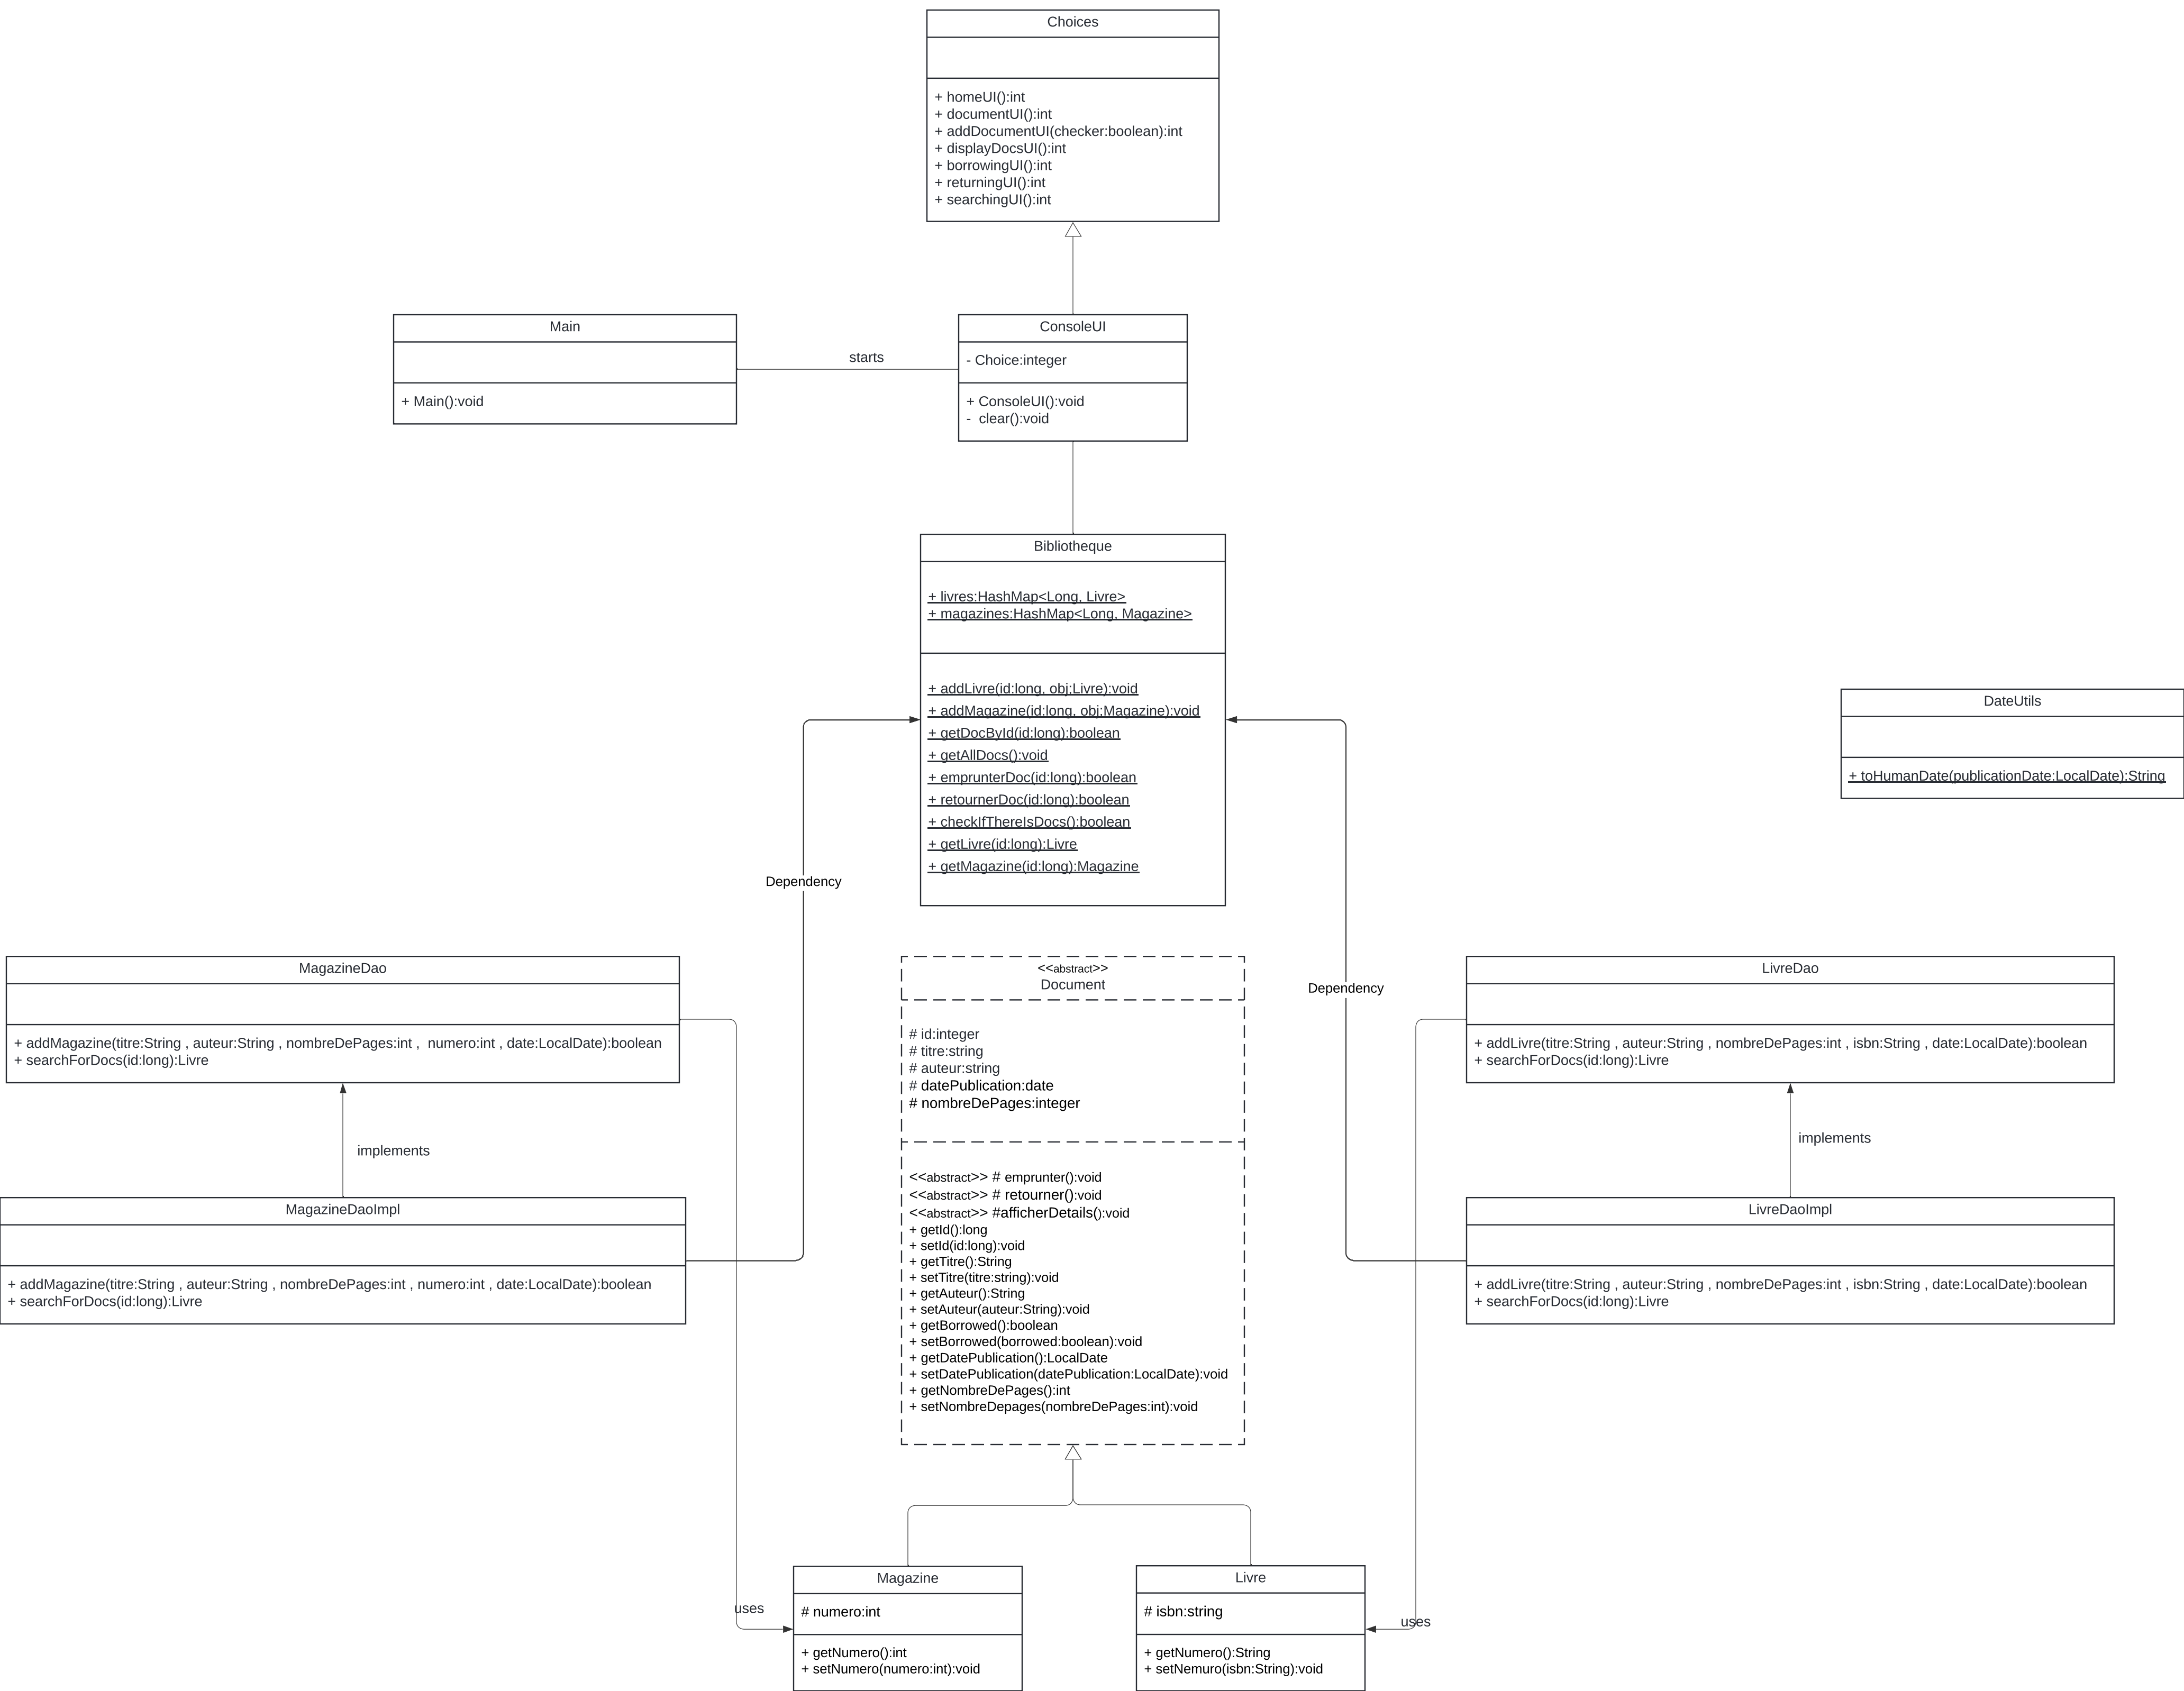 Choices
+ homeUI():int
+ documentUI():int
+ addDocumentUI(checker:boolean):int
+ displayDocsUI():int
+ borrowingUI():int
+ returningUI():int
+ searchingUI():int
Main
+ Main():void
starts
ConsoleUI
- Choice:integer
+ ConsoleUI():void
- clear():void
Bibliotheque
+ livres:HashMap<Long, Livre>
+ magazines:HashMap<Long, Magazine>
+ addLivre(id:long, obj:Livre):void
+ addMagazine(id:long, obj:Magazine):void
+ getDocById(id:long):boolean
+ getAllDocs():void
+ emprunterDoc(id:long):boolean
+ retournerDoc(id:long):boolean
+ checkIfThereIsDocs():boolean
+ getLivre(id:long):Livre
+ getMagazine(id:long):Magazine
DateUtils
+ toHumanDate(publicationDate:LocalDate):String
Dependency
Dependency
MagazineDao
+ addMagazine(titre:String , auteur:String , nombreDePages:int , numero:int , date:LocalDate):boolean
+ searchForDocs(id:long):Livre
implements
MagazineDaoImpl
+ addMagazine(titre:String , auteur:String , nombreDePages:int , numero:int , date:LocalDate):boolean
+ searchForDocs(id:long):Livre
<<abstract>>
Document
# id:integer
# titre:string
# auteur:string
# datePublication:date
# nombreDePages:integer
<<abstract>> # emprunter():void
<<abstract>> # retourner():void
<<abstract>> #afficherDetails():void
+ getId():long
+ setId(id:long):void
+ getTitre():String
+ setTitre(titre:string):void
+ getAuteur():String
+ setAuteur(auteur:String):void
+ getBorrowed():boolean
+ setBorrowed(borrowed:boolean):void
+ getDatePublication():LocalDate
+ setDatePublication(datePublication:LocalDate):void
+ getNombreDePages():int
+ setNombreDepages(nombreDePages:int):void
LivreDao
+ addLivre(titre:String , auteur:String , nombreDePages:int , isbn:String , date:LocalDate):boolean
+ searchForDocs(id:long):Livre
implements
LivreDaoImpl
+ addLivre(titre:String , auteur:String , nombreDePages:int , isbn:String , date:LocalDate):boolean
+ searchForDocs(id:long):Livre
uses
Magazine
# numero:int
+ getNumero():int
+ setNumero(numero:int):void
Livre
# isbn:string
+ getNumero():String
+ setNemuro(isbn:String):void
uses